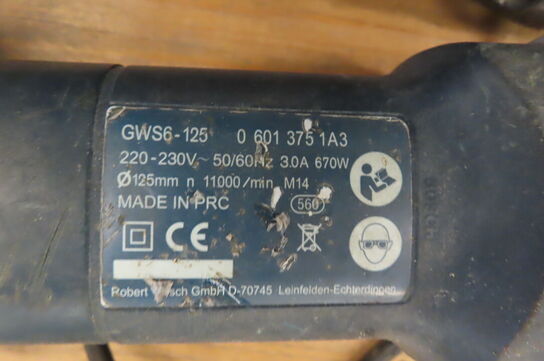 GWS6-125 0 601 375 1A3
220-230V~ 50/60Hz 3.0A 670W
Ø125mm n 11000/min M14
MADE IN PRC 560
CE
Robert GmbH D-70745 Leinfelden-Echterdingen